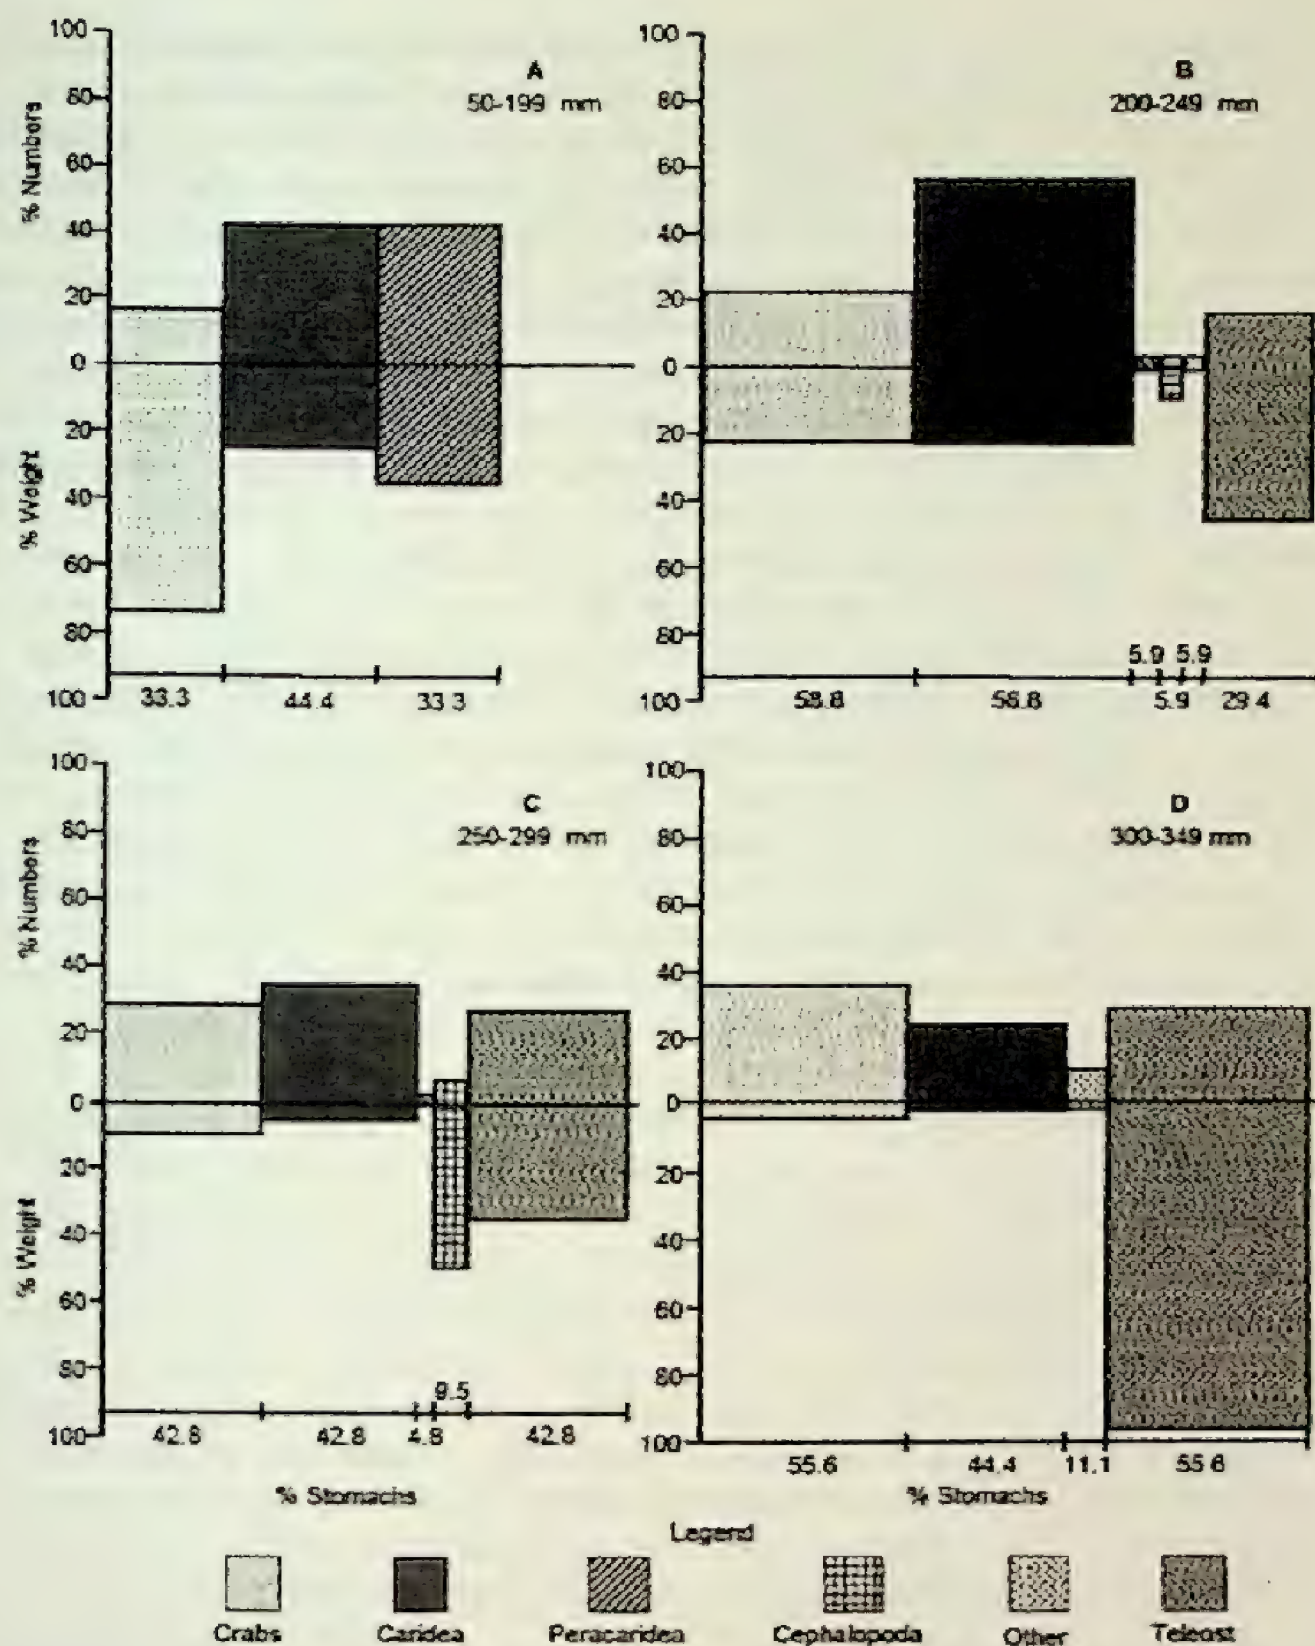 A
50-199 mm
% Numbers
100
80
60
40
20
0
% Weight
20
40
60
80
100
33.3
44.4
33.3
B
200-249 mm
100
80
60
40
20
0
20
40
60
80
100
5.9 5.9
58.8
58.8
5.9
29.4
C
250-299 mm
% Numbers
100
80
60
40
20
0
% Weight
20
40
60
80
100
9.5
42.8
42.8
4.8
42.8
% Stomachs
D
300-349 mm
100
80
60
40
20
0
20
40
60
80
100
55.6
44.4
11.1
55.6
% Stomachs
Legend
Crabs
Caridea
Peracaridea
Cephalopoda
Other
Teleost